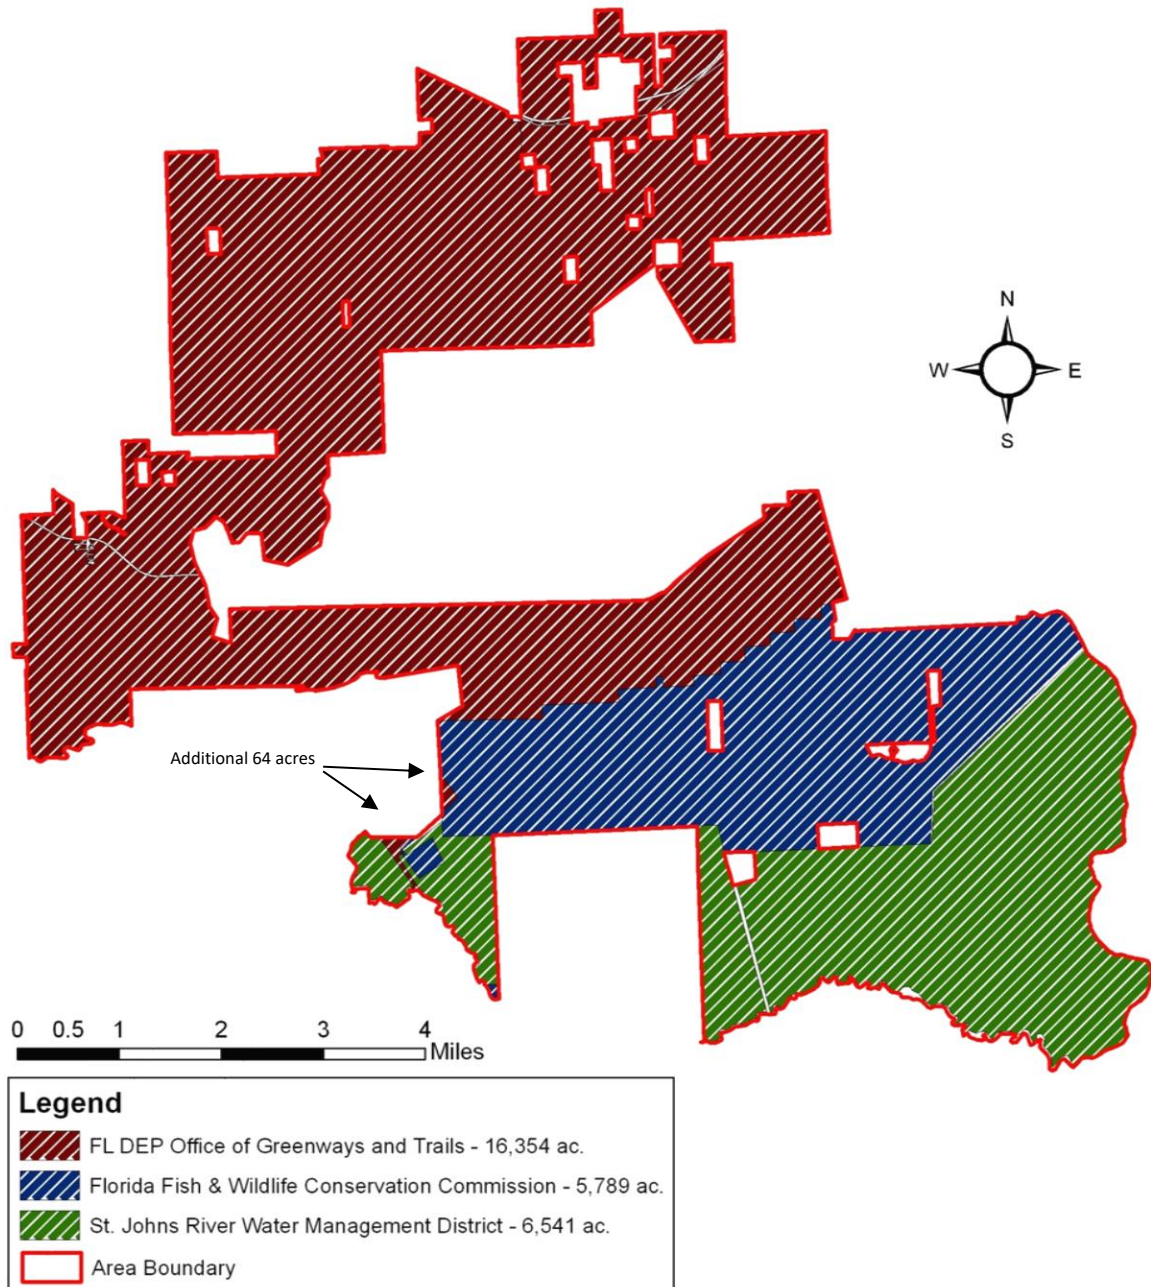 N
W E
S
Additional 64 acres
0 0.5 1 2 3 4
Miles
Legend
FL DEP Office of Greenways and Trails - 16,354 ac.
Florida Fish & Wildlife Conservation Commission - 5,789 ac.
St. Johns River Water Management District - 6,541 ac.
Area Boundary